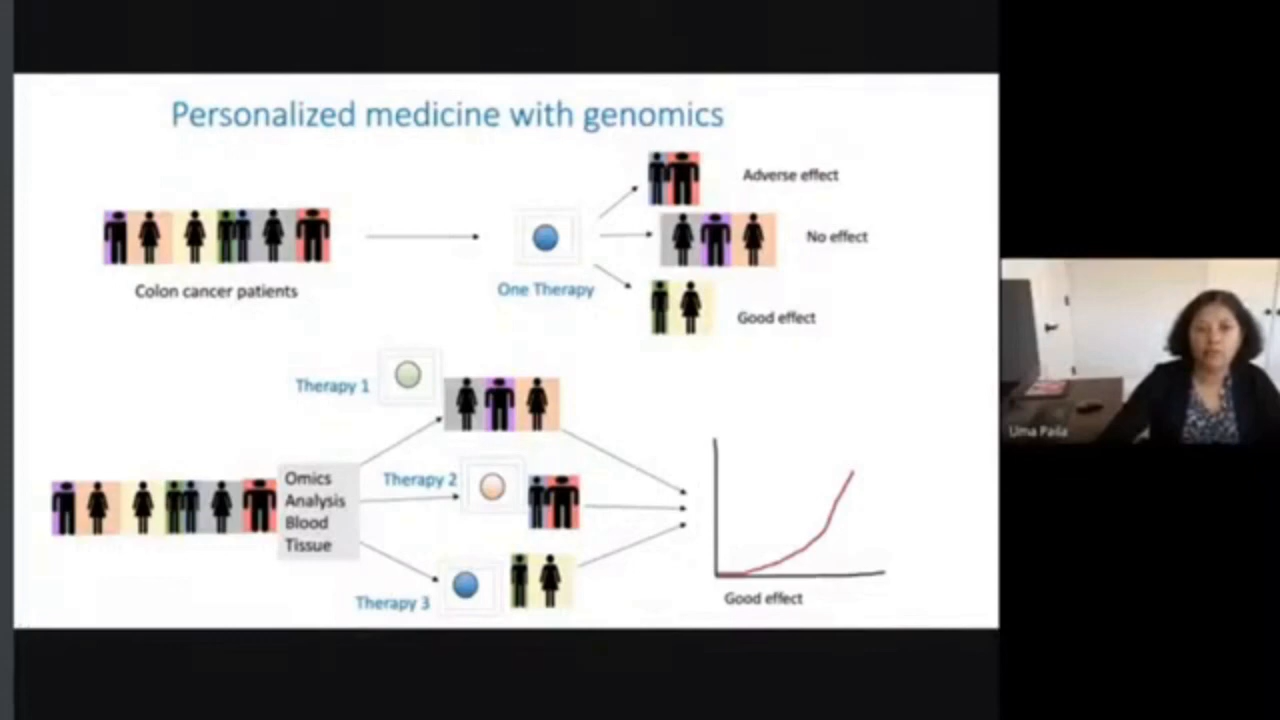 Personalized medicine with genomics
Adverse effect
No effect
Colon cancer patients
One Therapy
Good effect
Therapy 1
Therapy 2
Omics
Analysis
Blood
Tissue
Therapy 3
Good effect
Uma Paila